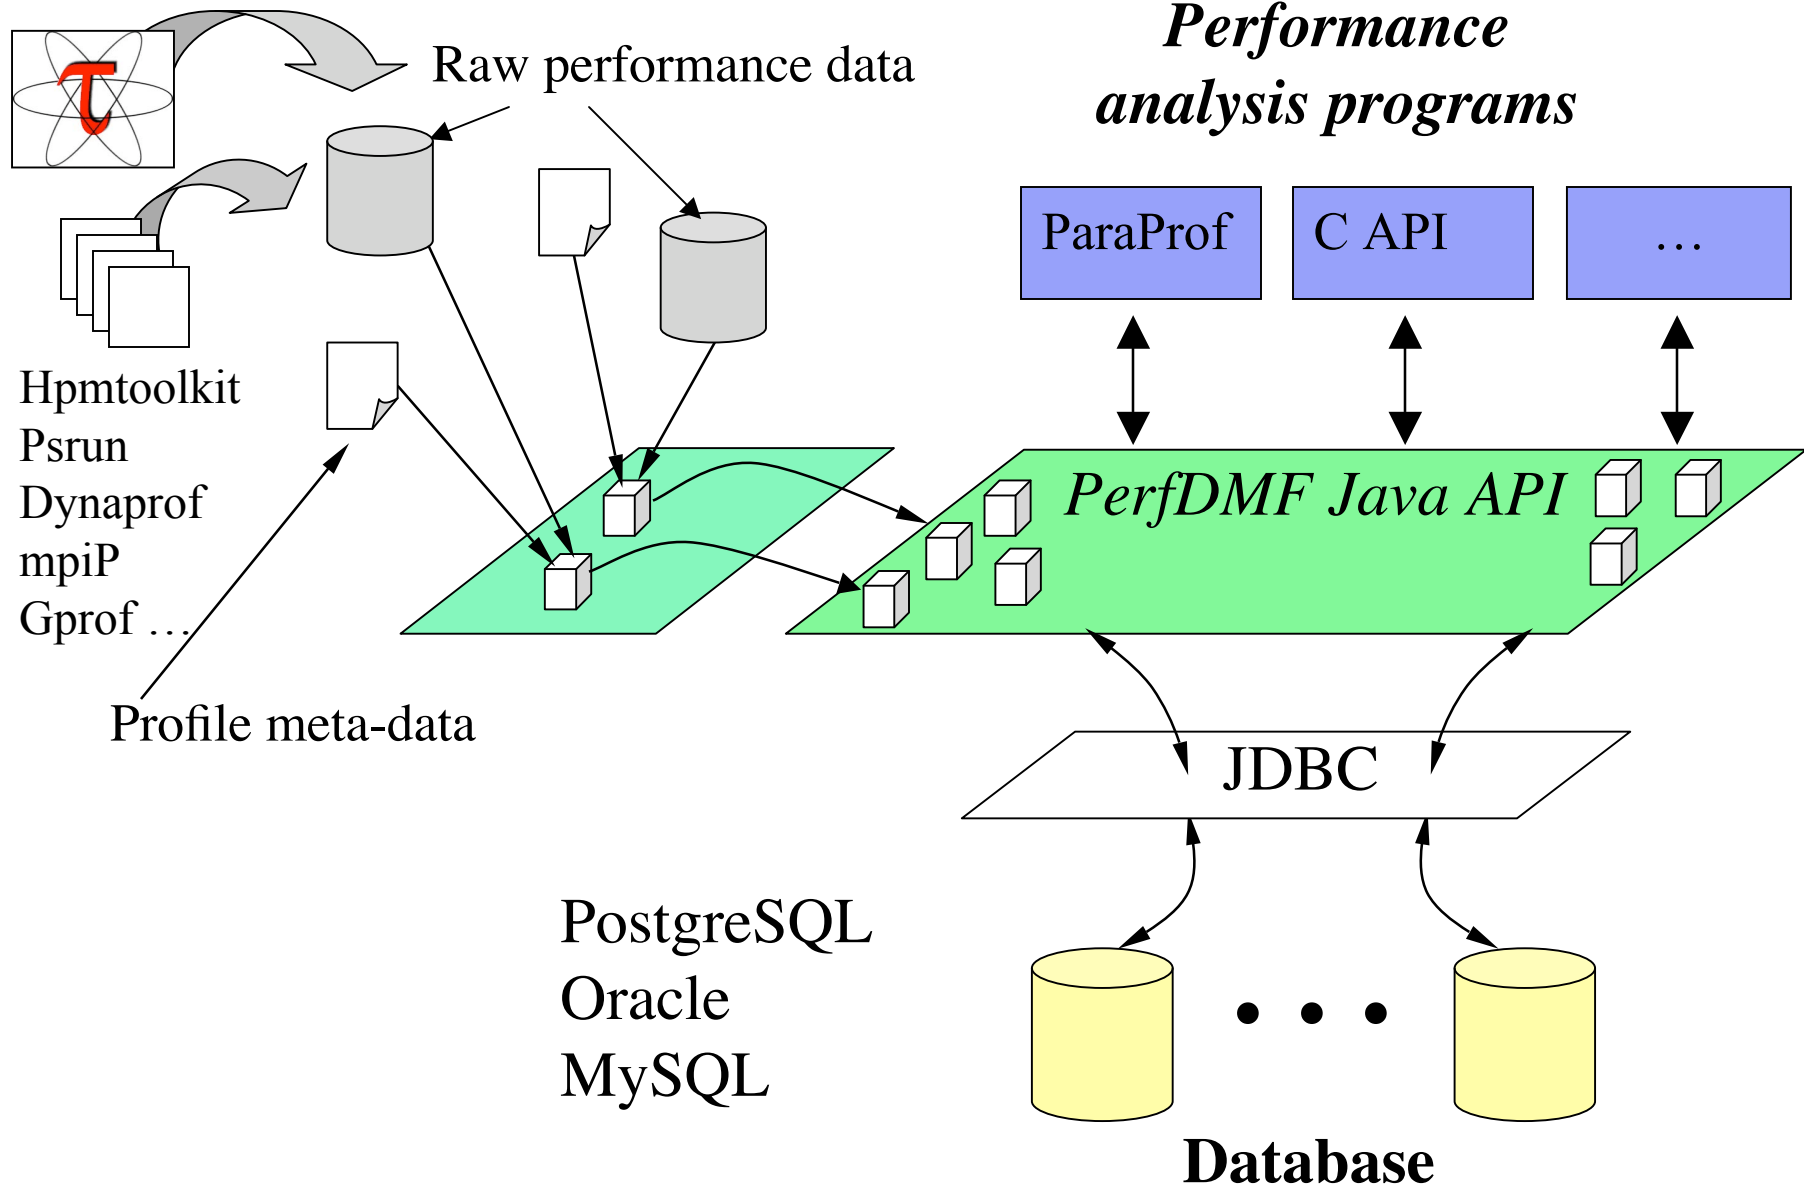 Performance
analysis programs
Raw performance data
τ
ParaProf
C API
…
Hpmtoolkit
Psrun
Dynaprof
mpiP
Gprof …
PerfDMF Java API
Profile meta-data
JDBC
PostgreSQL
Oracle
MySQL
• • •
Database